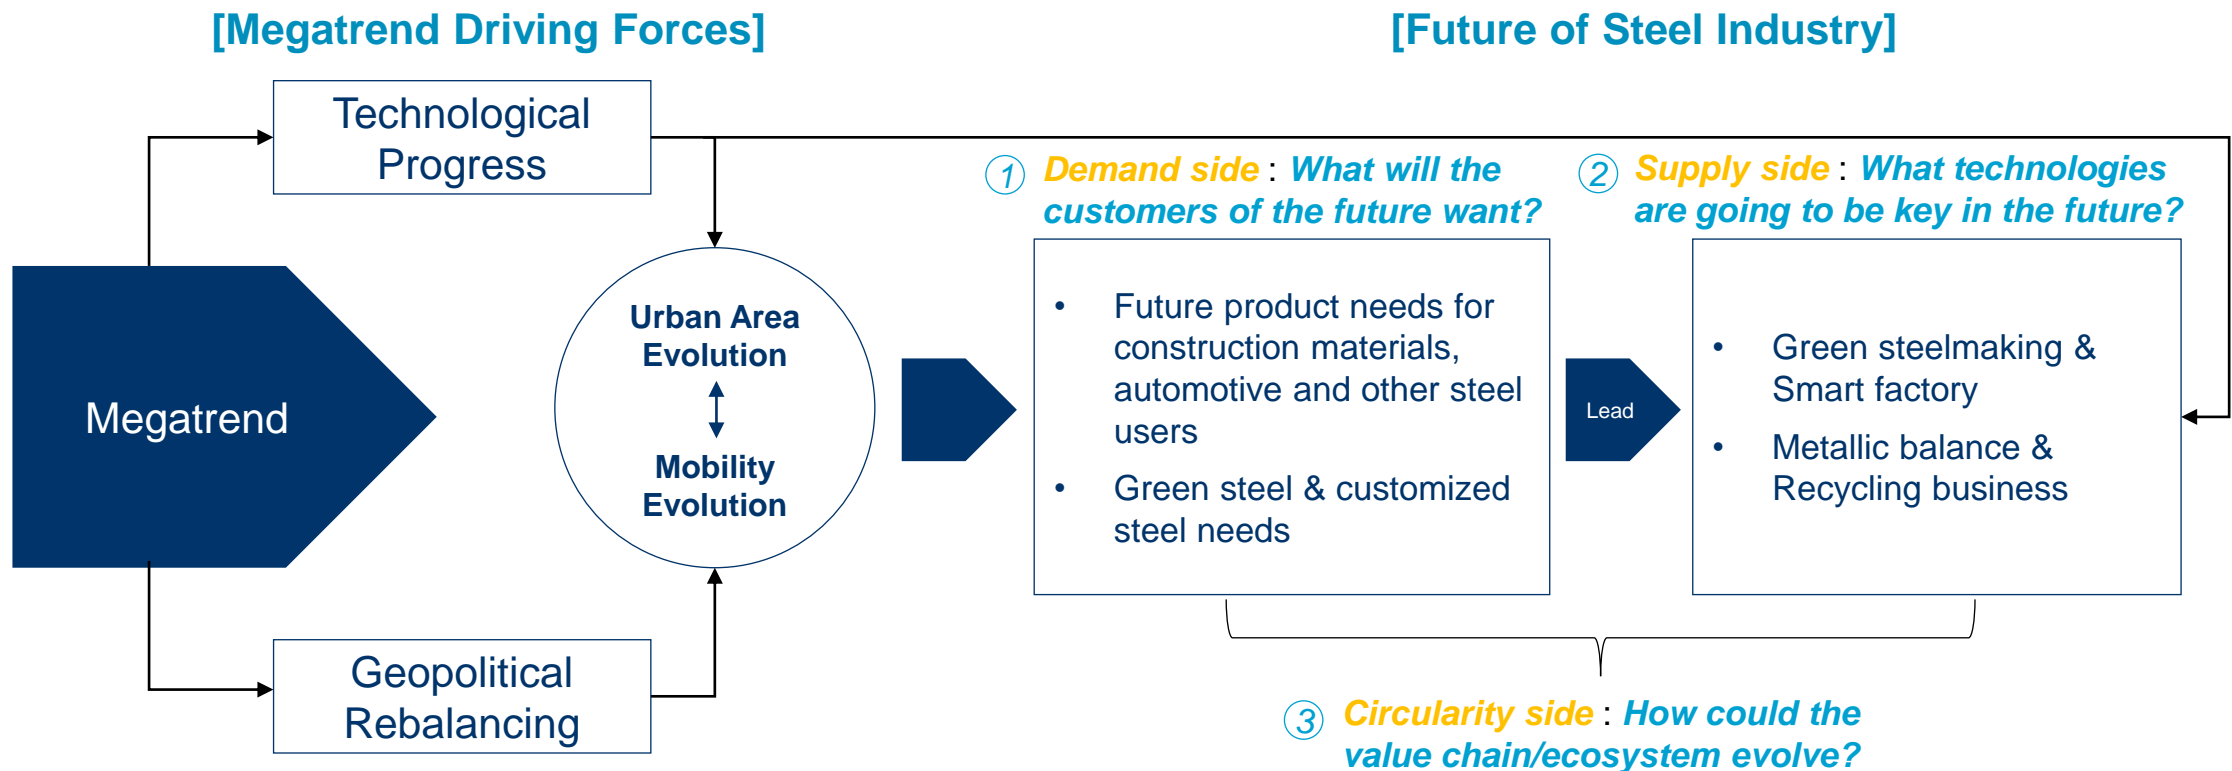 [Megatrend Driving Forces]
[Future of Steel Industry]
Technological
Progress
Megatrend
Urban Area
Evolution
Mobility
Evolution
Geopolitical
Rebalancing
1 Demand side : What will the
customers of the future want?
• Future product needs for
construction materials,
automotive and other steel
users
• Green steel & customized
steel needs
Lead
2 Supply side : What technologies
are going to be key in the future?
• Green steelmaking &
Smart factory
• Metallic balance &
Recycling business
3 Circularity side : How could the
value chain/ecosystem evolve?